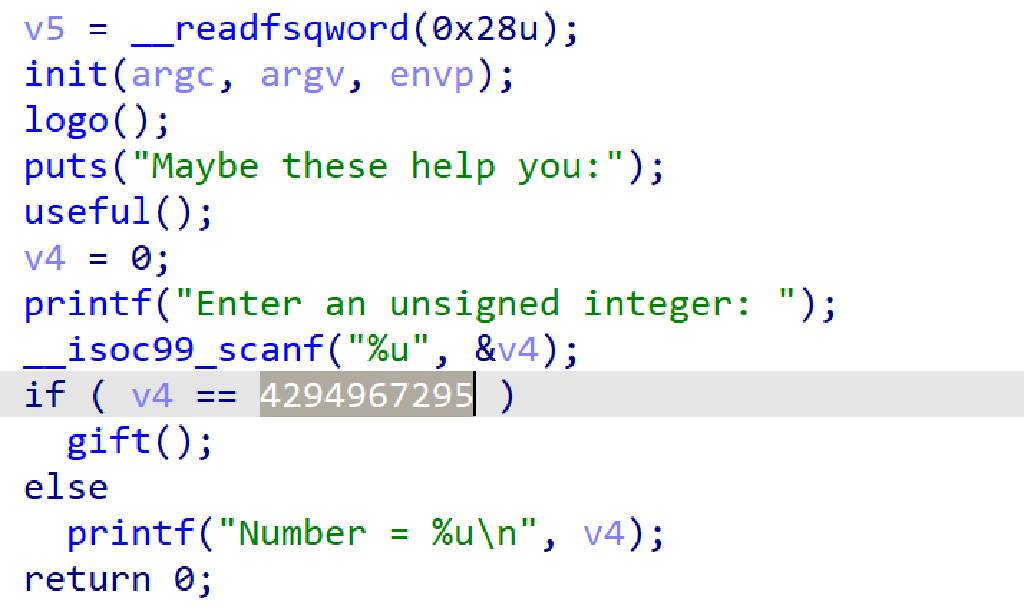 v5 = __readfsqword(0x28u);
init(argc, argv, envp);
logo();
puts("Maybe these help you:");
useful();
v4 = 0;
printf("Enter an unsigned integer: ");
__isoc99_scanf("%u", &v4);
if ( v4 == 4294967295 )
  gift();
else
  printf("Number = %u\n", v4);
return 0;